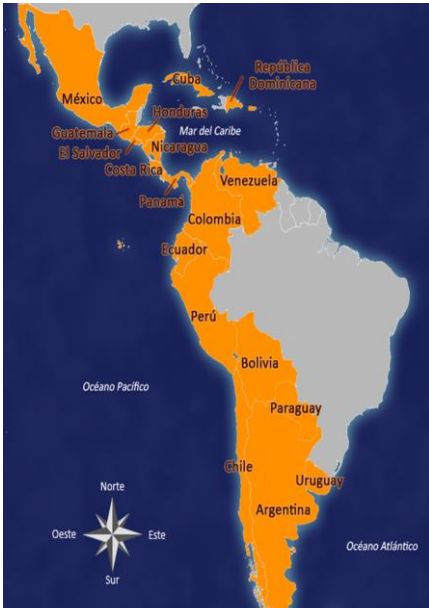 República
Dominicana
Cuba
México
Honduras
Mar del Caribe
Guatemala
El Salvador
Nicaragua
Costa Rica
Venezuela
Panamá
Colombia
Ecuador
Perú
Bolivia
Océano Pacífico
Paraguay
Chile
Uruguay
Argentina
Norte
Oeste
Este
Sur
Océano Atlántico